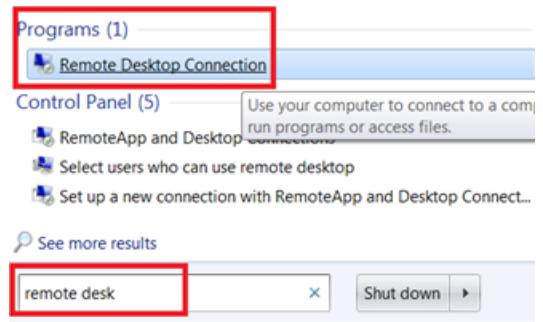 Programs (1)
Remote Desktop Connection
Control Panel (5)
Use your computer to connect to a comp
run programs or access files.
RemoteApp and Desktop Connections
Select users who can use remote desktop
Set up a new connection with RemoteApp and Desktop Connect...
See more results
remote desk
Shut down